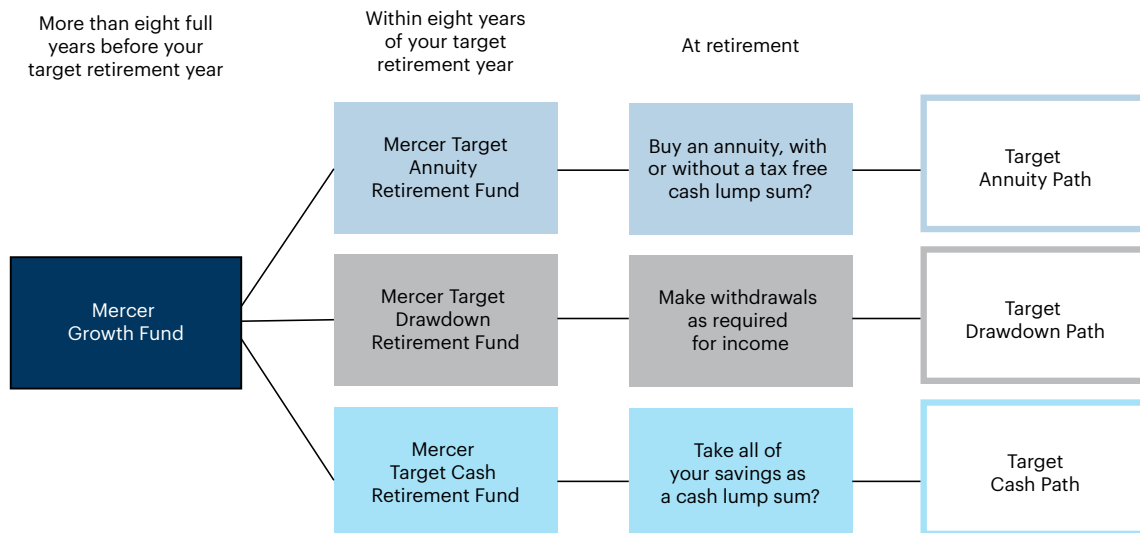 More than eight full
years before your
target retirement year
Within eight years
of your target
retirement year
At retirement
Mercer Target
Annuity
Retirement Fund
Buy an annuity, with
or without a tax free
cash lump sum?
Target
Annuity Path
Mercer
Growth Fund
Mercer Target
Drawdown
Retirement Fund
Make withdrawals
as required
for income
Target
Drawdown Path
Mercer
Target Cash
Retirement Fund
Take all of
your savings as
a cash lump sum?
Target
Cash Path